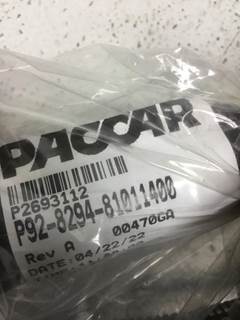 PACCAR
P2693112
P92-8294-81011400
Rev A 00470GA
DATE: 04/22/22